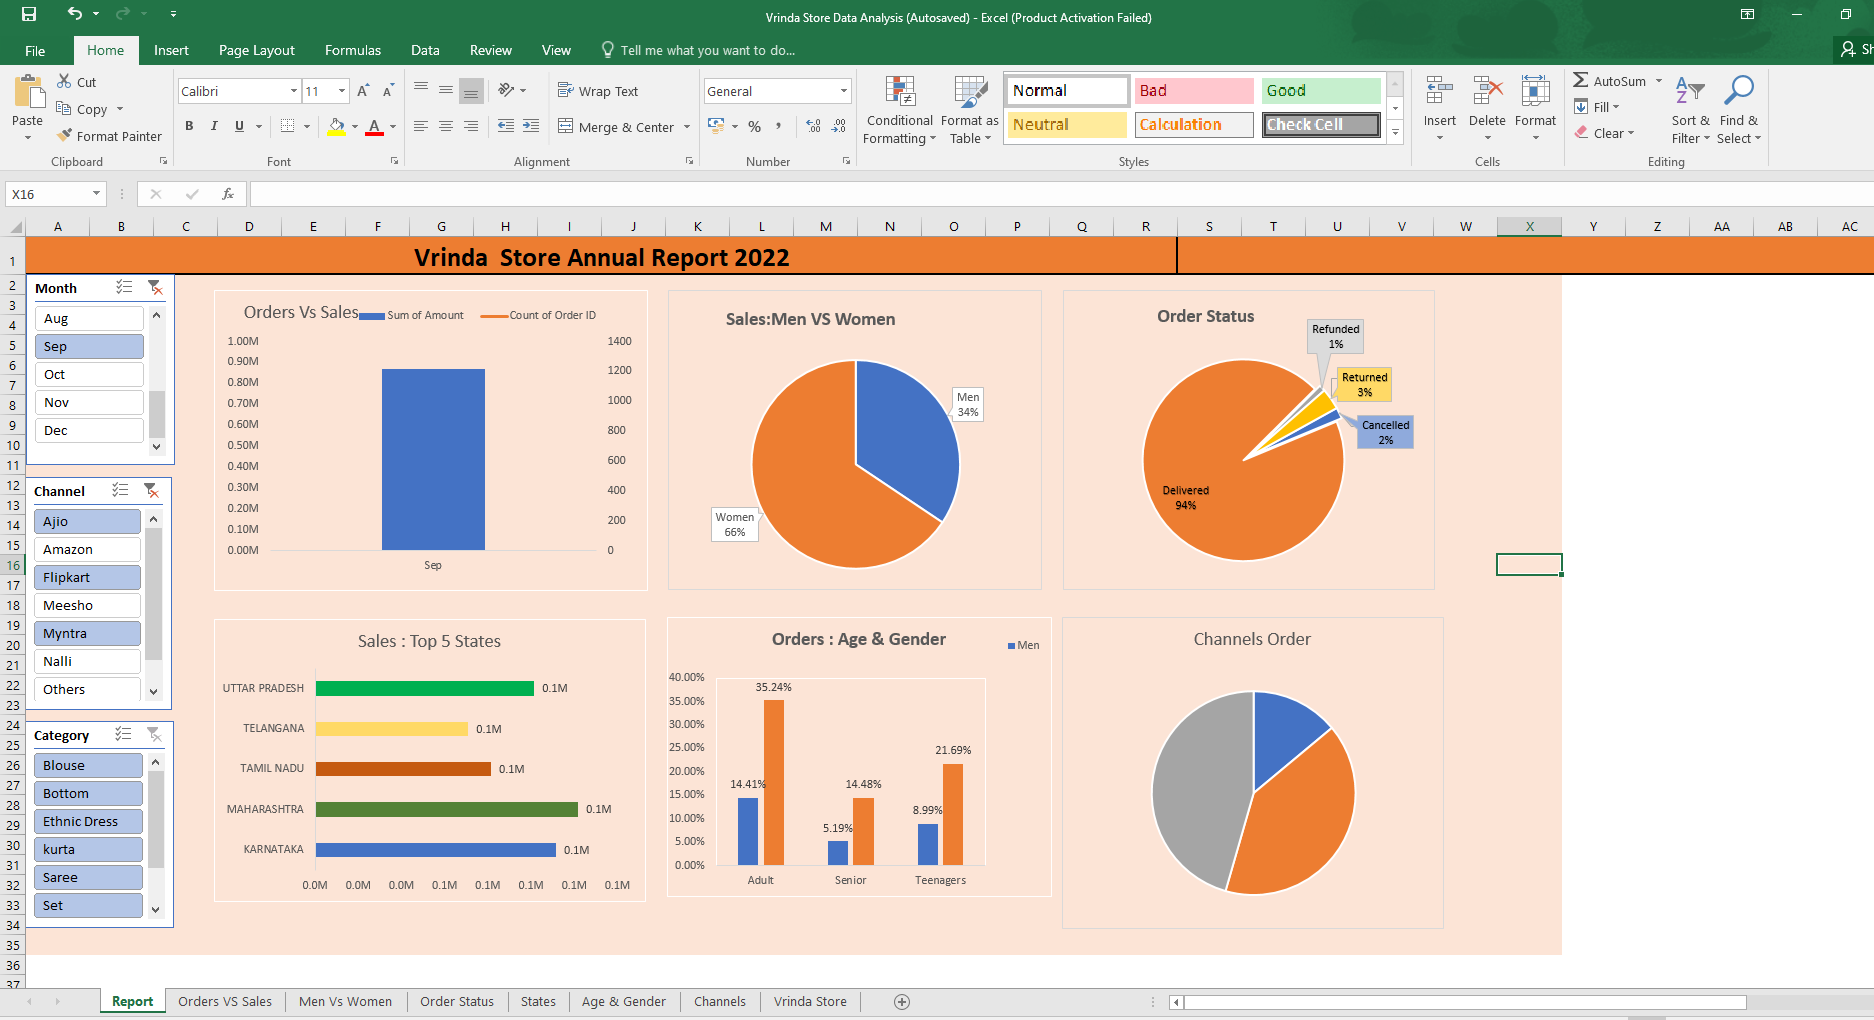 Vrinda Store Data Analysis (Autosaved) - Excel (Product Activation Failed)
File Home Insert Page Layout Formulas Data Review View Tell me what you want to do... Sh
Paste
Cut
Copy
Format Painter
Clipboard
Calibri 11
B I U
Font
Wrap Text
Merge & Center
Alignment
General
%
Number
Conditional Formatting
Format as Table
Normal Bad Good
Neutral Calculation Check Cell
Styles
Insert Delete Format
Cells
AutoSum
Fill
Clear
Sort & Filter
Find & Select
Editing
X16
fx
A B C D E F G H I J K L M N O P Q R S T U V W X Y Z AA AB AC
1
2
3
4
5
6
7
8
9
10
11
12
13
14
15
16
17
18
19
20
21
22
23
24
25
26
27
28
29
30
31
32
33
34
35
36
37
Vrinda  Store Annual Report 2022
Month
Aug
Sep
Oct
Nov
Dec
Channel
Ajio
Amazon
Flipkart
Meesho
Myntra
Nalli
Others
Category
Blouse
Bottom
Ethnic Dress
kurta
Saree
Set
Orders Vs Sales
Sum of Amount
Count of Order ID
1.00M
0.90M
0.80M
0.70M
0.60M
0.50M
0.40M
0.30M
0.20M
0.10M
0.00M
1400
1200
1000
800
600
400
200
0
Sep
Sales:Men VS Women
Men
34%
Women
66%
Order Status
Refunded
1%
Returned
3%
Cancelled
2%
Delivered
94%
Sales : Top 5 States
UTTAR PRADESH 0.1M
TELANGANA 0.1M
TAMIL NADU 0.1M
MAHARASHTRA 0.1M
KARNATAKA 0.1M
0.0M 0.0M 0.0M 0.1M 0.1M 0.1M 0.1M 0.1M
Orders : Age & Gender
Men
40.00%
35.00%
30.00%
25.00%
20.00%
15.00%
10.00%
5.00%
0.00%
14.41%
35.24%
5.19%
14.48%
8.99%
21.69%
Adult Senior Teenagers
Channels Order
Report Orders VS Sales Men Vs Women Order Status States Age & Gender Channels Vrinda Store